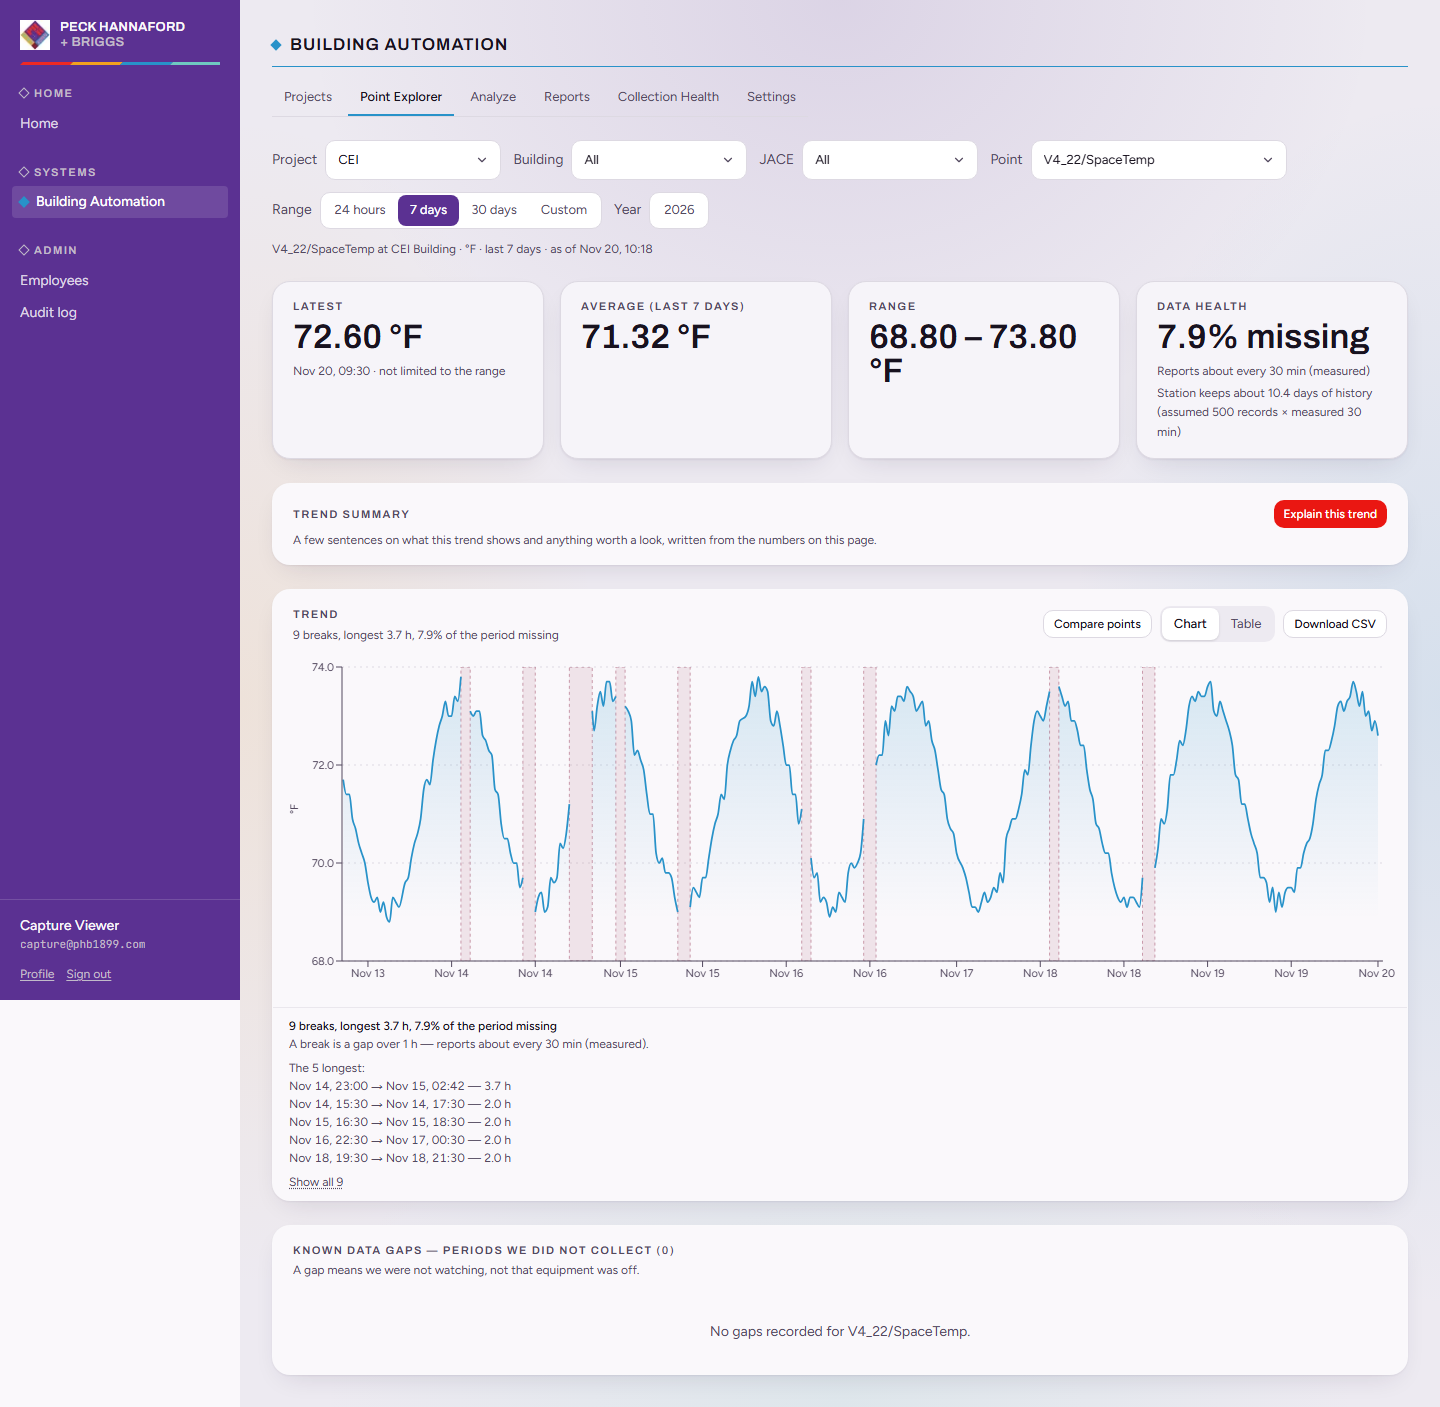 PECK HANNAFORD
+ BRIGGS
HOME
Home
SYSTEMS
Building Automation
ADMIN
Employees
Audit log
Capture Viewer
capture@phb1899.com
Profile Sign out
BUILDING AUTOMATION
Projects Point Explorer Analyze Reports Collection Health Settings
Project CEI Building All JACE All Point V4_22/SpaceTemp
Range 24 hours 7 days 30 days Custom Year 2026
V4_22/SpaceTemp at CEI Building · °F · last 7 days · as of Nov 20, 10:18
LATEST
72.60 °F
Nov 20, 09:30 · not limited to the range
AVERAGE (LAST 7 DAYS)
71.32 °F
RANGE
68.80 – 73.80
°F
DATA HEALTH
7.9% missing
Reports about every 30 min (measured)
Station keeps about 10.4 days of history
(assumed 500 records × measured 30
min)
TREND SUMMARY
Explain this trend
A few sentences on what this trend shows and anything worth a look, written from the numbers on this page.
TREND
9 breaks, longest 3.7 h, 7.9% of the period missing
Compare points Chart Table Download CSV
74.0
72.0
°F
70.0
68.0
Nov 13 Nov 14 Nov 14 Nov 15 Nov 15 Nov 16 Nov 16 Nov 17 Nov 18 Nov 18 Nov 19 Nov 19 Nov 20
9 breaks, longest 3.7 h, 7.9% of the period missing
A break is a gap over 1 h — reports about every 30 min (measured).
The 5 longest:
Nov 14, 23:00 → Nov 15, 02:42 — 3.7 h
Nov 14, 15:30 → Nov 14, 17:30 — 2.0 h
Nov 15, 16:30 → Nov 15, 18:30 — 2.0 h
Nov 16, 22:30 → Nov 17, 00:30 — 2.0 h
Nov 18, 19:30 → Nov 18, 21:30 — 2.0 h
Show all 9
KNOWN DATA GAPS — PERIODS WE DID NOT COLLECT (0)
A gap means we were not watching, not that equipment was off.
No gaps recorded for V4_22/SpaceTemp.